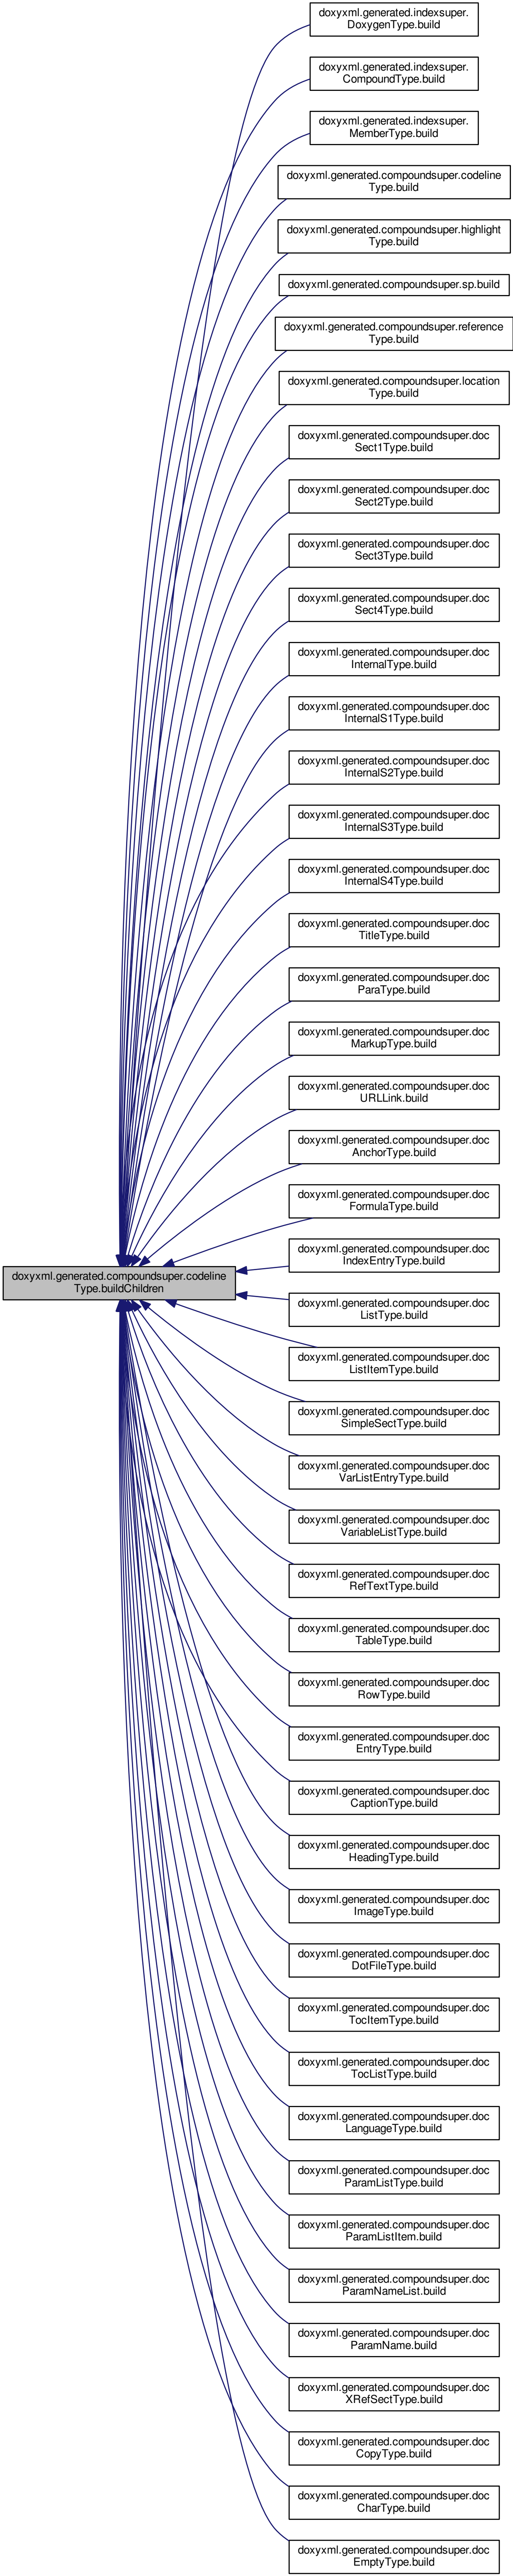 doxyxml.generated.indexsuper.
DoxygenType.build
doxyxml.generated.indexsuper.
CompoundType.build
doxyxml.generated.indexsuper.
MemberType.build
doxyxml.generated.compoundsuper.codeline
Type.build
doxyxml.generated.compoundsuper.highlight
Type.build
doxyxml.generated.compoundsuper.sp.build
doxyxml.generated.compoundsuper.reference
Type.build
doxyxml.generated.compoundsuper.location
Type.build
doxyxml.generated.compoundsuper.doc
Sect1Type.build
doxyxml.generated.compoundsuper.doc
Sect2Type.build
doxyxml.generated.compoundsuper.doc
Sect3Type.build
doxyxml.generated.compoundsuper.doc
Sect4Type.build
doxyxml.generated.compoundsuper.doc
InternalType.build
doxyxml.generated.compoundsuper.doc
InternalS1Type.build
doxyxml.generated.compoundsuper.doc
InternalS2Type.build
doxyxml.generated.compoundsuper.doc
InternalS3Type.build
doxyxml.generated.compoundsuper.doc
InternalS4Type.build
doxyxml.generated.compoundsuper.doc
TitleType.build
doxyxml.generated.compoundsuper.doc
ParaType.build
doxyxml.generated.compoundsuper.doc
MarkupType.build
doxyxml.generated.compoundsuper.doc
URLLink.build
doxyxml.generated.compoundsuper.doc
AnchorType.build
doxyxml.generated.compoundsuper.doc
FormulaType.build
doxyxml.generated.compoundsuper.doc
IndexEntryType.build
doxyxml.generated.compoundsuper.codeline
Type.buildChildren
doxyxml.generated.compoundsuper.doc
ListType.build
doxyxml.generated.compoundsuper.doc
ListItemType.build
doxyxml.generated.compoundsuper.doc
SimpleSectType.build
doxyxml.generated.compoundsuper.doc
VarListEntryType.build
doxyxml.generated.compoundsuper.doc
VariableListType.build
doxyxml.generated.compoundsuper.doc
RefTextType.build
doxyxml.generated.compoundsuper.doc
TableType.build
doxyxml.generated.compoundsuper.doc
RowType.build
doxyxml.generated.compoundsuper.doc
EntryType.build
doxyxml.generated.compoundsuper.doc
CaptionType.build
doxyxml.generated.compoundsuper.doc
HeadingType.build
doxyxml.generated.compoundsuper.doc
ImageType.build
doxyxml.generated.compoundsuper.doc
DotFileType.build
doxyxml.generated.compoundsuper.doc
TocItemType.build
doxyxml.generated.compoundsuper.doc
TocListType.build
doxyxml.generated.compoundsuper.doc
LanguageType.build
doxyxml.generated.compoundsuper.doc
ParamListType.build
doxyxml.generated.compoundsuper.doc
ParamListItem.build
doxyxml.generated.compoundsuper.doc
ParamNameList.build
doxyxml.generated.compoundsuper.doc
ParamName.build
doxyxml.generated.compoundsuper.doc
XRefSectType.build
doxyxml.generated.compoundsuper.doc
CopyType.build
doxyxml.generated.compoundsuper.doc
CharType.build
doxyxml.generated.compoundsuper.doc
EmptyType.build